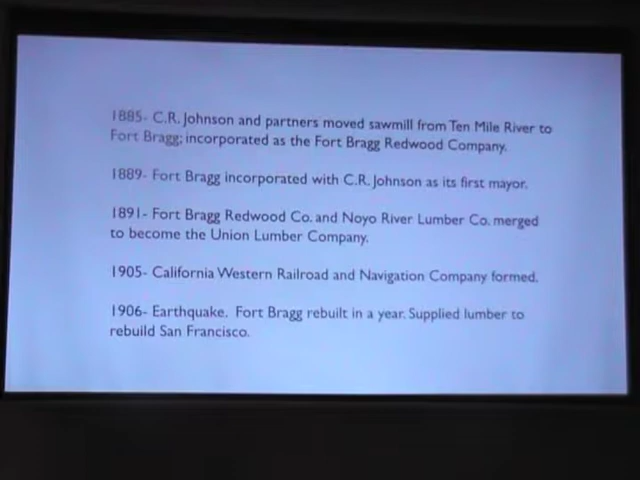 1885- C.R. Johnson and partners moved sawmill from Ten Mile River to
Fort Bragg; incorporated as the Fort Bragg Redwood Company.
1889- Fort Bragg incorporated with C.R. Johnson as its first mayor.
1891- Fort Bragg Redwood Co. and Noyo River Lumber Co. merged
to become the Union Lumber Company.
1905- California Western Railroad and Navigation Company formed.
1906- Earthquake. Fort Bragg rebuilt in a year. Supplied lumber to
rebuild San Francisco.